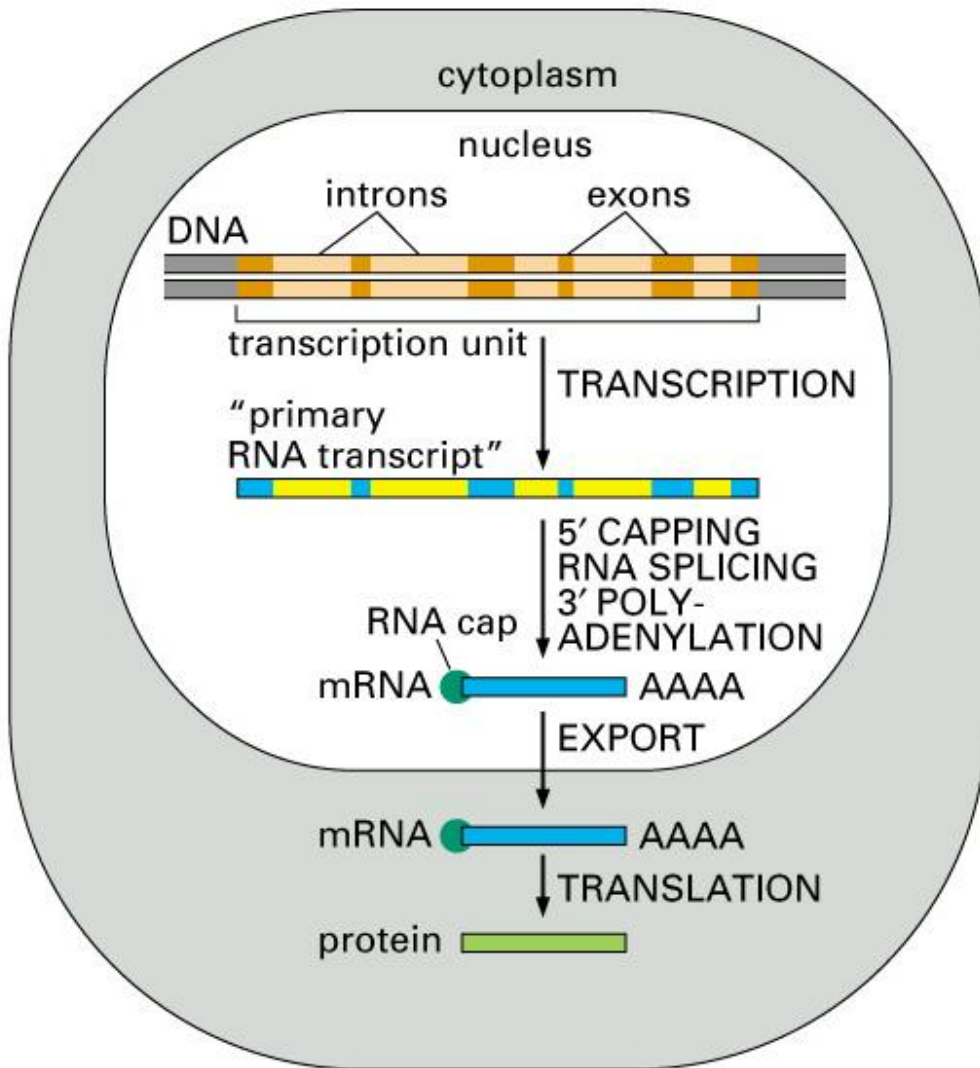 cytoplasm
nucleus
introns
exons
DNA
transcription unit
TRANSCRIPTION
“primary
RNA transcript”
5′ CAPPING
RNA SPLICING
3′ POLY-
ADENYLATION
RNA cap
mRNA
AAAA
EXPORT
mRNA
AAAA
TRANSLATION
protein